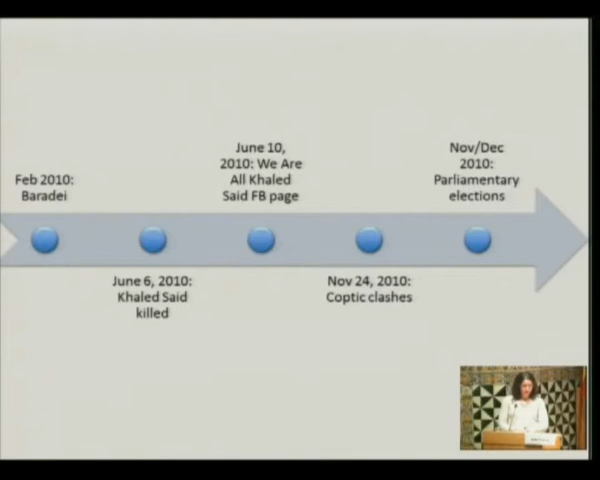 Feb 2010:
Baradei
June 6, 2010:
Khaled Said
killed
June 10,
2010: We Are
All Khaled
Said FB page
Nov 24, 2010:
Coptic clashes
Nov/Dec
2010:
Parliamentary
elections